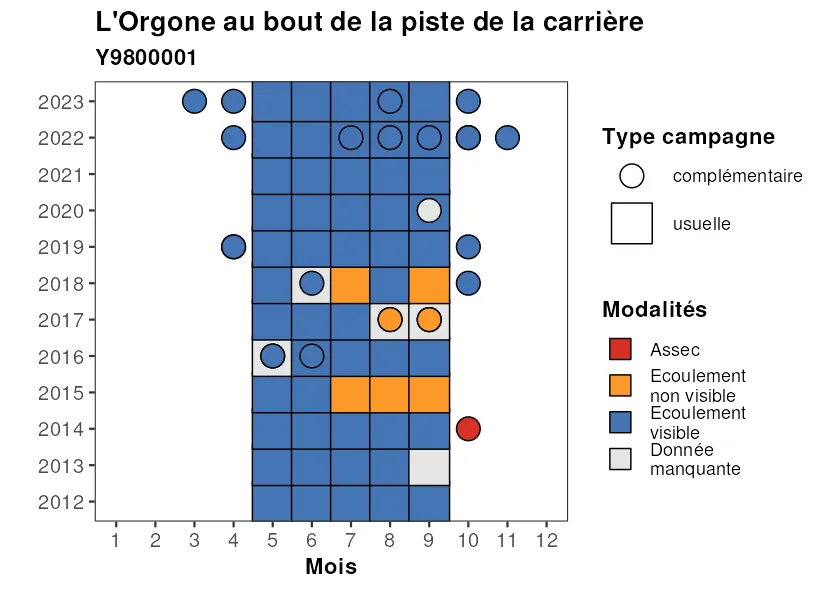 L'Orgone au bout de la piste de la carrière
Y9800001
2023
2022
2021
2020
2019
2018
2017
2016
2015
2014
2013
2012
1 2 3 4 5 6 7 8 9 10 11 12
Mois
Type campagne
complémentaire
usuelle
Modalités
Assec
Ecoulement
non visible
Ecoulement
visible
Donnée
manquante